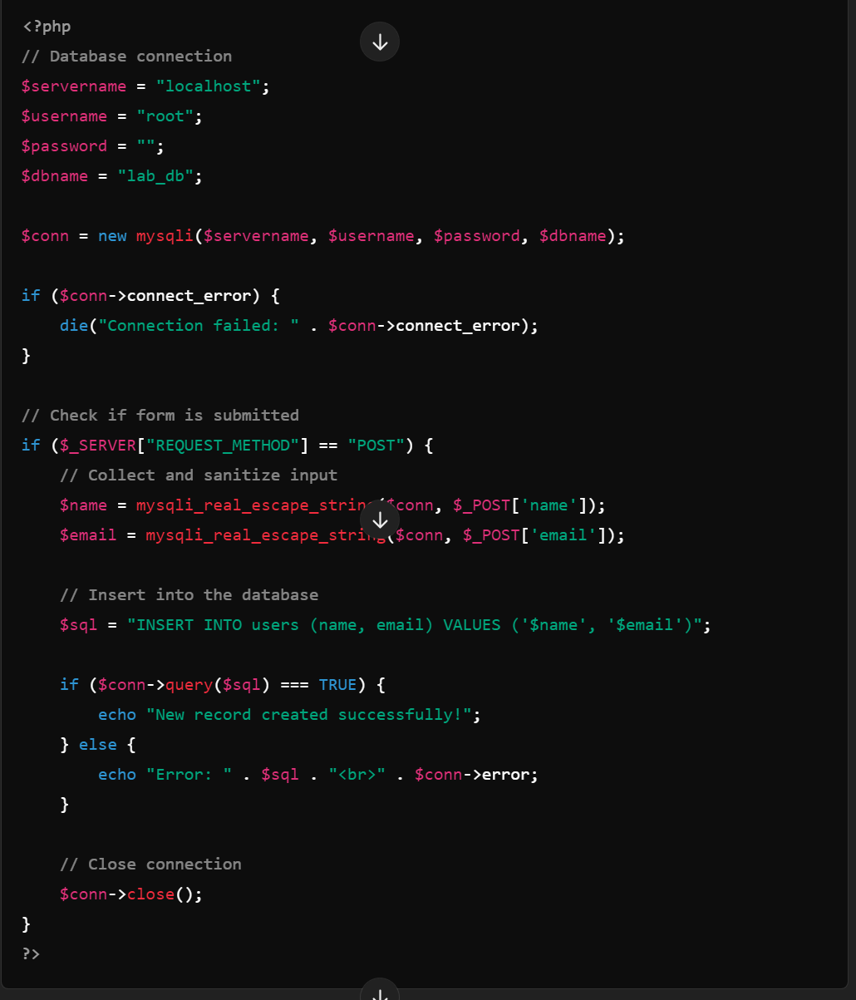 <?php
// Database connection
$servername = "localhost";
$username = "root";
$password = "";
$dbname = "lab_db";
$conn = new mysqli($servername, $username, $password, $dbname);
if ($conn->connect_error) {
    die("Connection failed: " . $conn->connect_error);
}
// Check if form is submitted
if ($_SERVER["REQUEST_METHOD"] == "POST") {
    // Collect and sanitize input
    $name = mysqli_real_escape_string($conn, $_POST['name']);
    $email = mysqli_real_escape_string($conn, $_POST['email']);
    // Insert into the database
    $sql = "INSERT INTO users (name, email) VALUES ('$name', '$email')";
    if ($conn->query($sql) === TRUE) {
        echo "New record created successfully!";
    } else {
        echo "Error: " . $sql . "<br>" . $conn->error;
    }
    // Close connection
    $conn->close();
}
?>